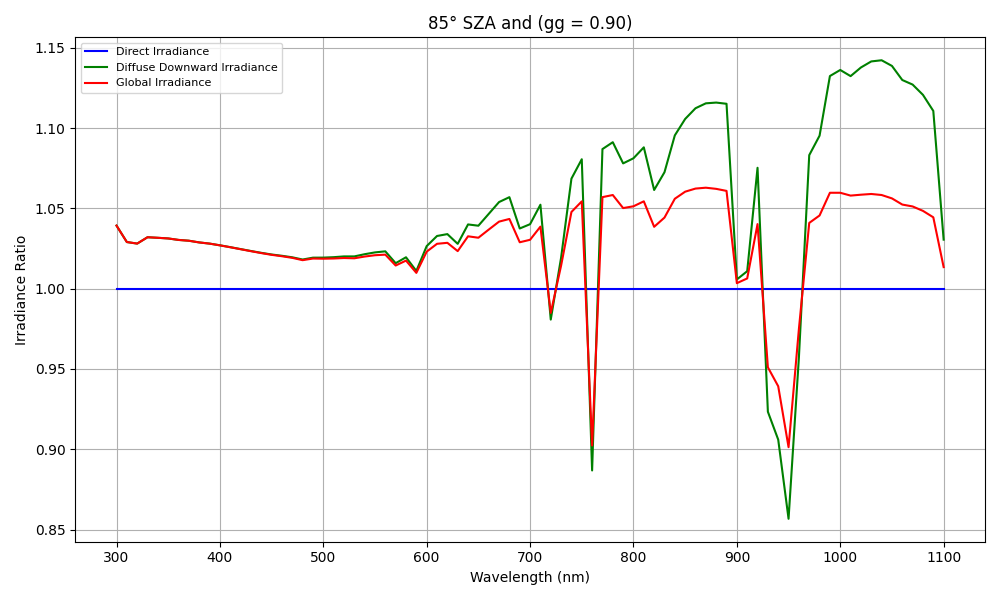 85° SZA and (gg = 0.90)
Direct Irradiance
Diffuse Downward Irradiance
Global Irradiance
Irradiance Ratio
1.15
1.10
1.05
1.00
0.95
0.90
0.85
300 400 500 600 700 800 900 1000 1100
Wavelength (nm)